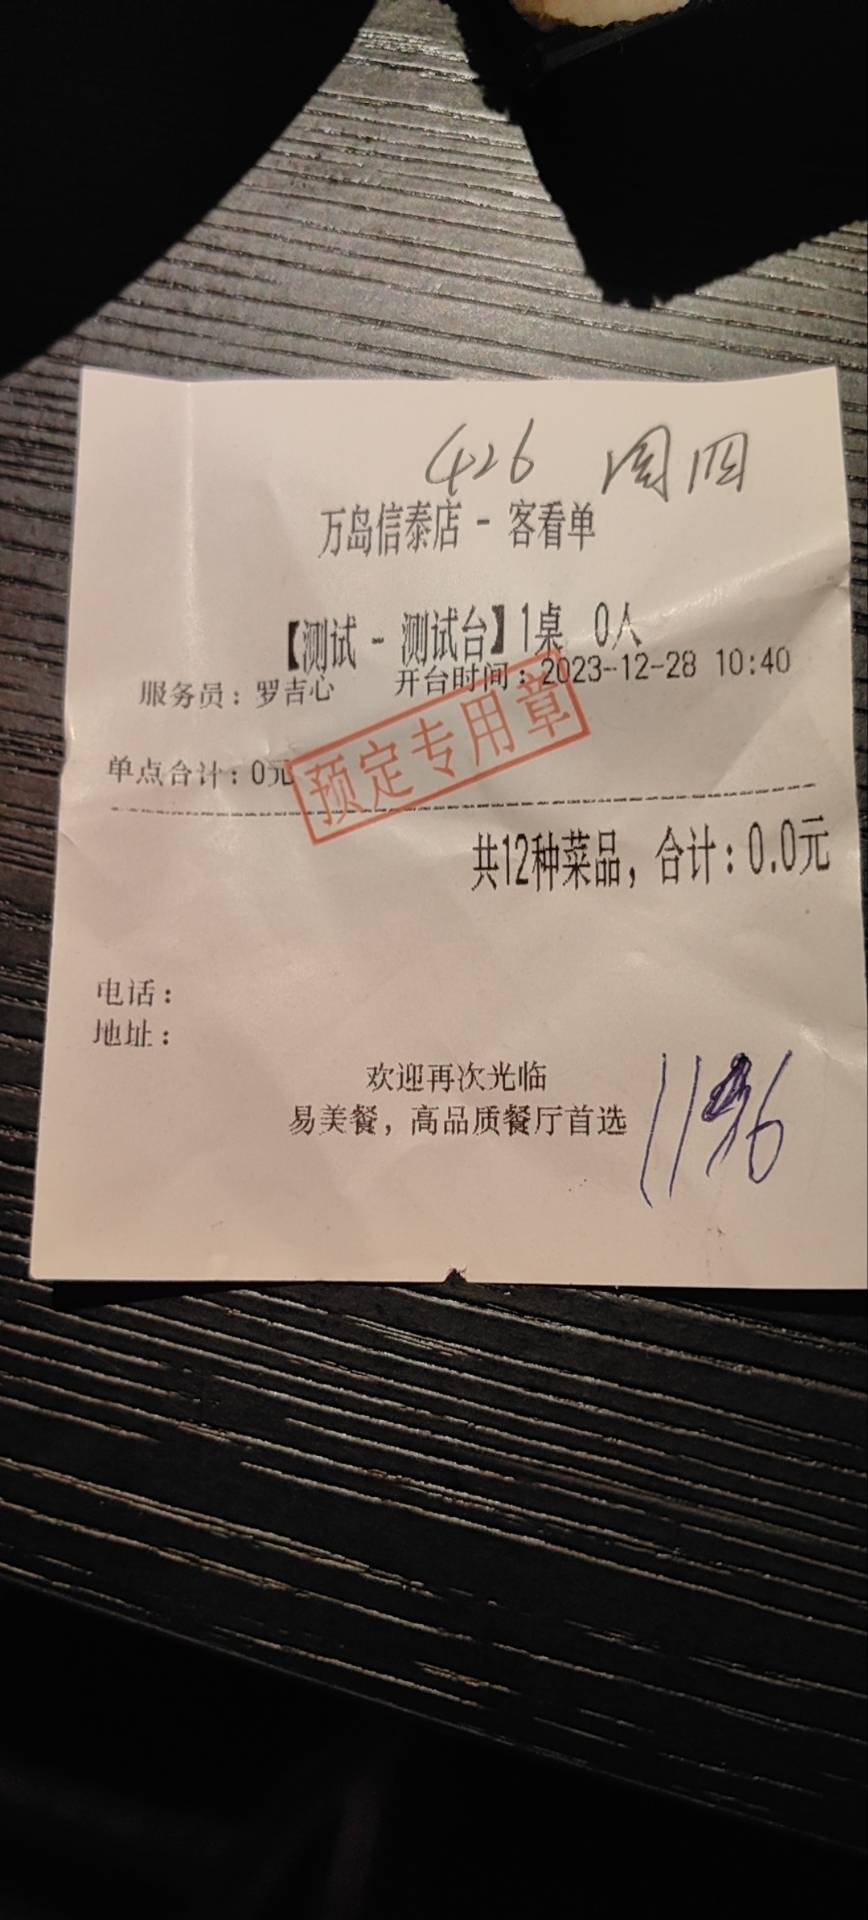 426 周四
万岛信泰店 - 客看单
【测试 - 测试台】1桌 0人
服务员：罗吉心 开台时间：2023-12-28 10:40
单点合计：0元
预定专用章
共12种菜品，合计：0.0元
电话：
地址：
欢迎再次光临
易美餐，高品质餐厅首选